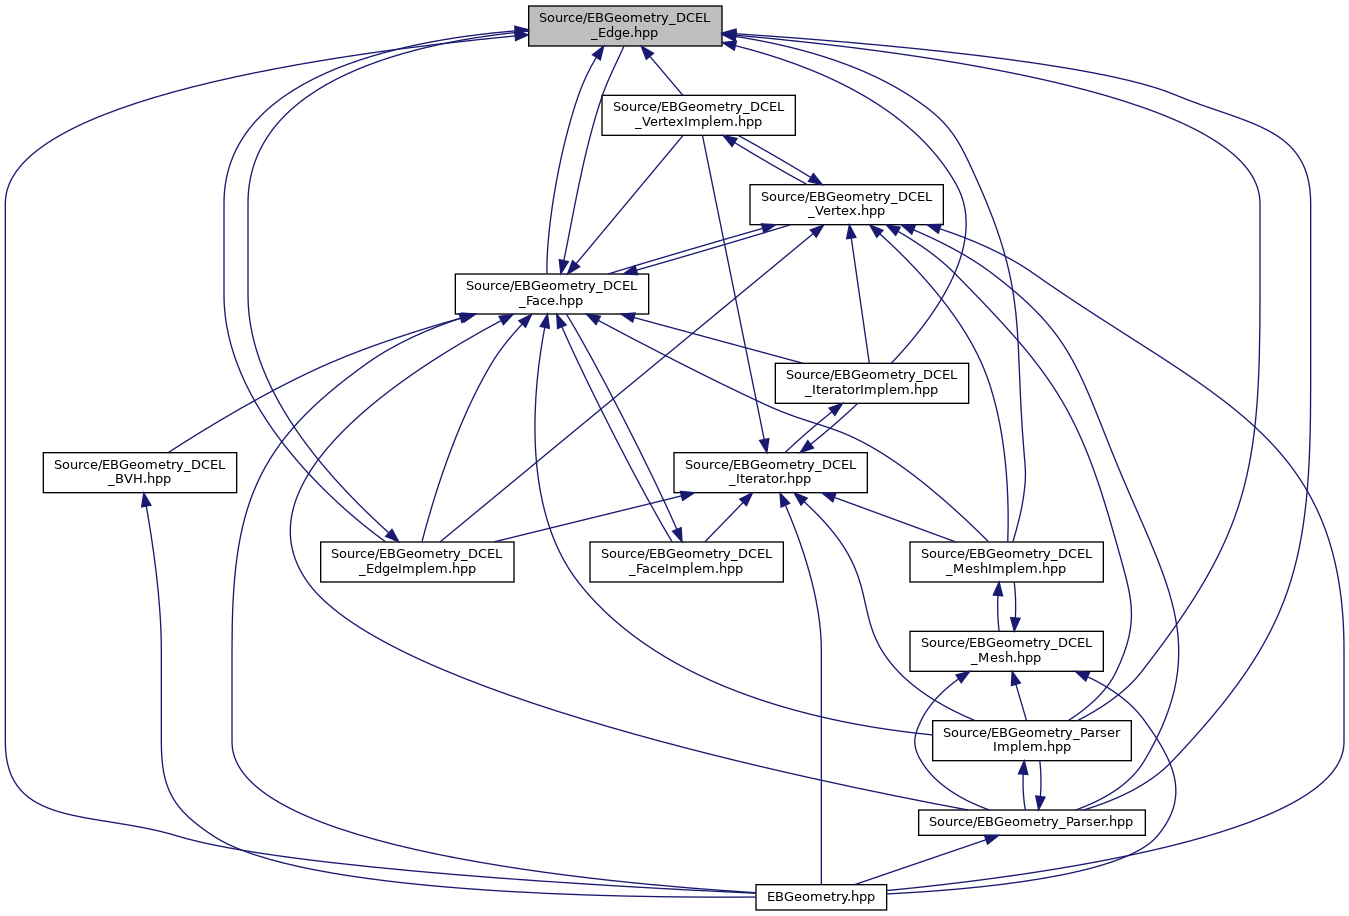 Source/EBGeometry_DCEL
_Edge.hpp
Source/EBGeometry_DCEL
_VertexImplem.hpp
Source/EBGeometry_DCEL
_Vertex.hpp
Source/EBGeometry_DCEL
_Face.hpp
Source/EBGeometry_DCEL
_IteratorImplem.hpp
Source/EBGeometry_DCEL
_BVH.hpp
Source/EBGeometry_DCEL
_Iterator.hpp
Source/EBGeometry_DCEL
_EdgeImplem.hpp
Source/EBGeometry_DCEL
_FaceImplem.hpp
Source/EBGeometry_DCEL
_MeshImplem.hpp
Source/EBGeometry_DCEL
_Mesh.hpp
Source/EBGeometry_Parser
Implem.hpp
Source/EBGeometry_Parser.hpp
EBGeometry.hpp